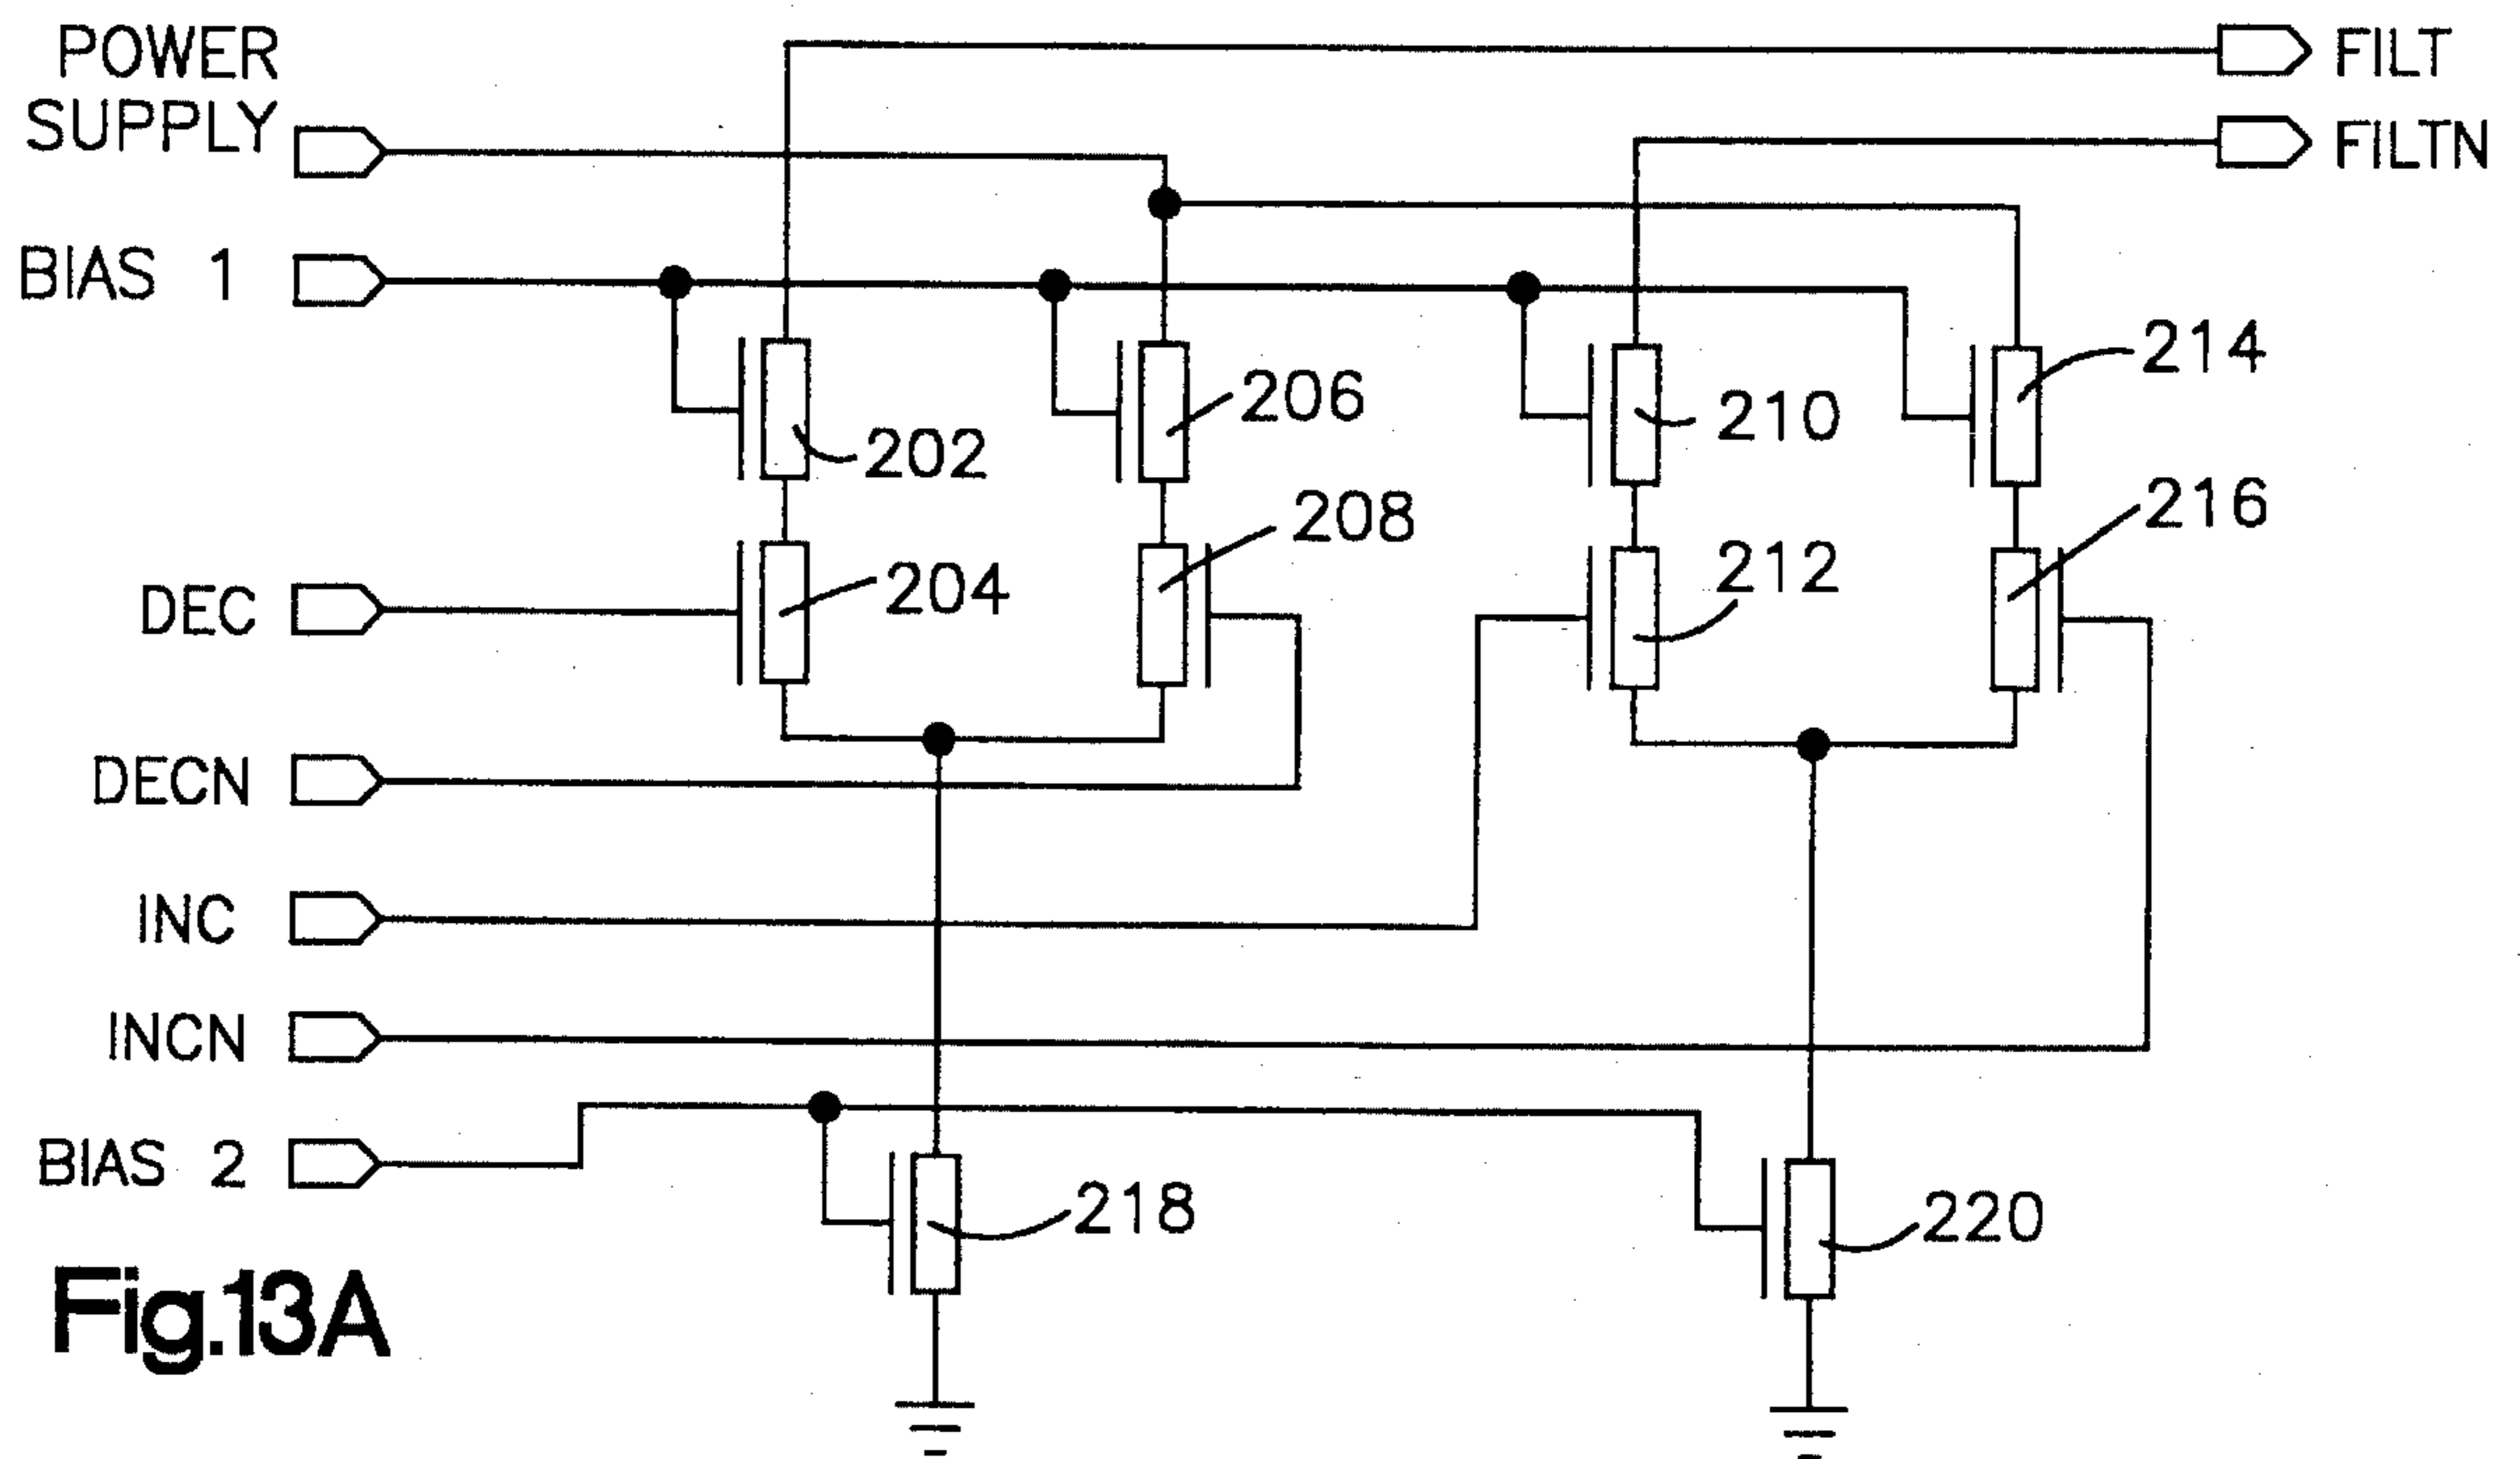 POWER
SUPPLY
FILT
FILTN
BIAS 1
214
206
210
202
216
208
212
204
DEC
DECN
INC
INCN
BIAS 2
218
220
Fig.13A